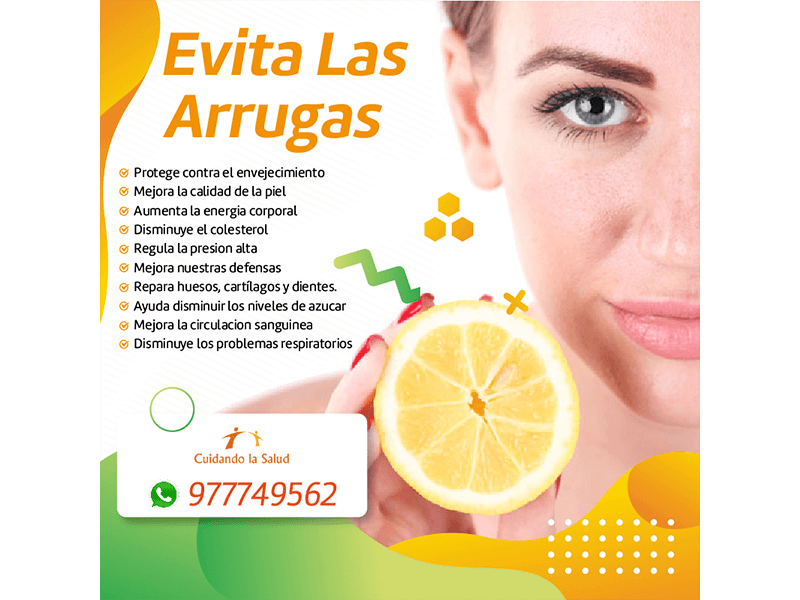 Evita Las
Arrugas
Protege contra el envejecimiento
Mejora la calidad de la piel
Aumenta la energia corporal
Disminuye el colesterol
Regula la presion alta
Mejora nuestras defensas
Repara huesos, cartílagos y dientes.
Ayuda disminuir los niveles de azucar
Mejora la circulacion sanguinea
Disminuye los problemas respiratorios
Cuidando la Salud
977749562